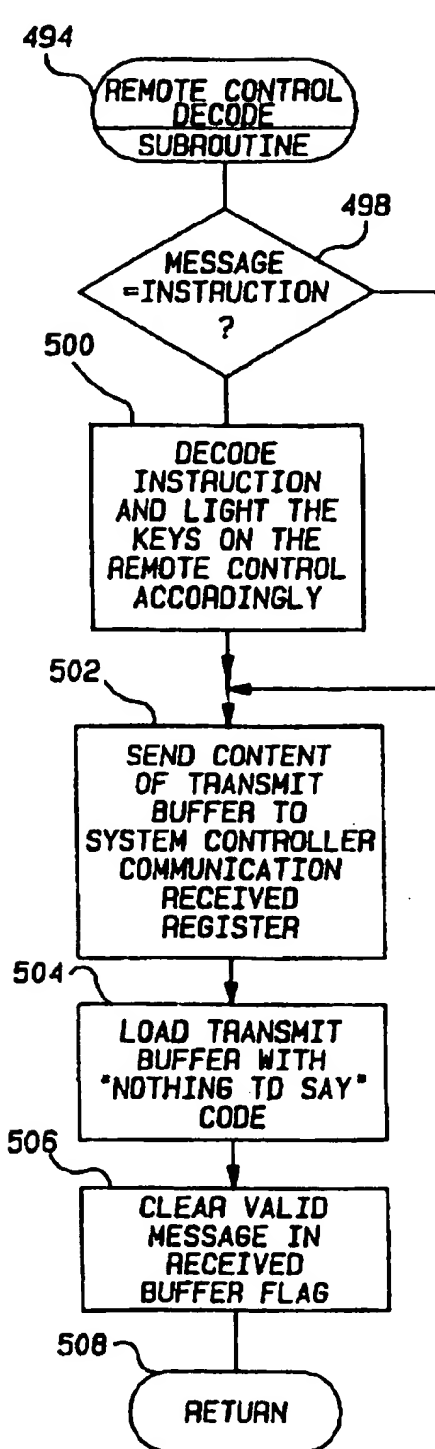 494
REMOTE CONTROL
DECODE
SUBROUTINE
498
MESSAGE
=INSTRUCTION
?
500
DECODE
INSTRUCTION
AND LIGHT THE
KEYS ON THE
REMOTE CONTROL
ACCORDINGLY
502
SEND CONTENT
OF TRANSMIT
BUFFER TO
SYSTEM CONTROLLER
COMMUNICATION
RECEIVED
REGISTER
504
LOAD TRANSMIT
BUFFER WITH
"NOTHING TO SAY"
CODE
506
CLEAR VALID
MESSAGE IN
RECEIVED
BUFFER FLAG
508
RETURN